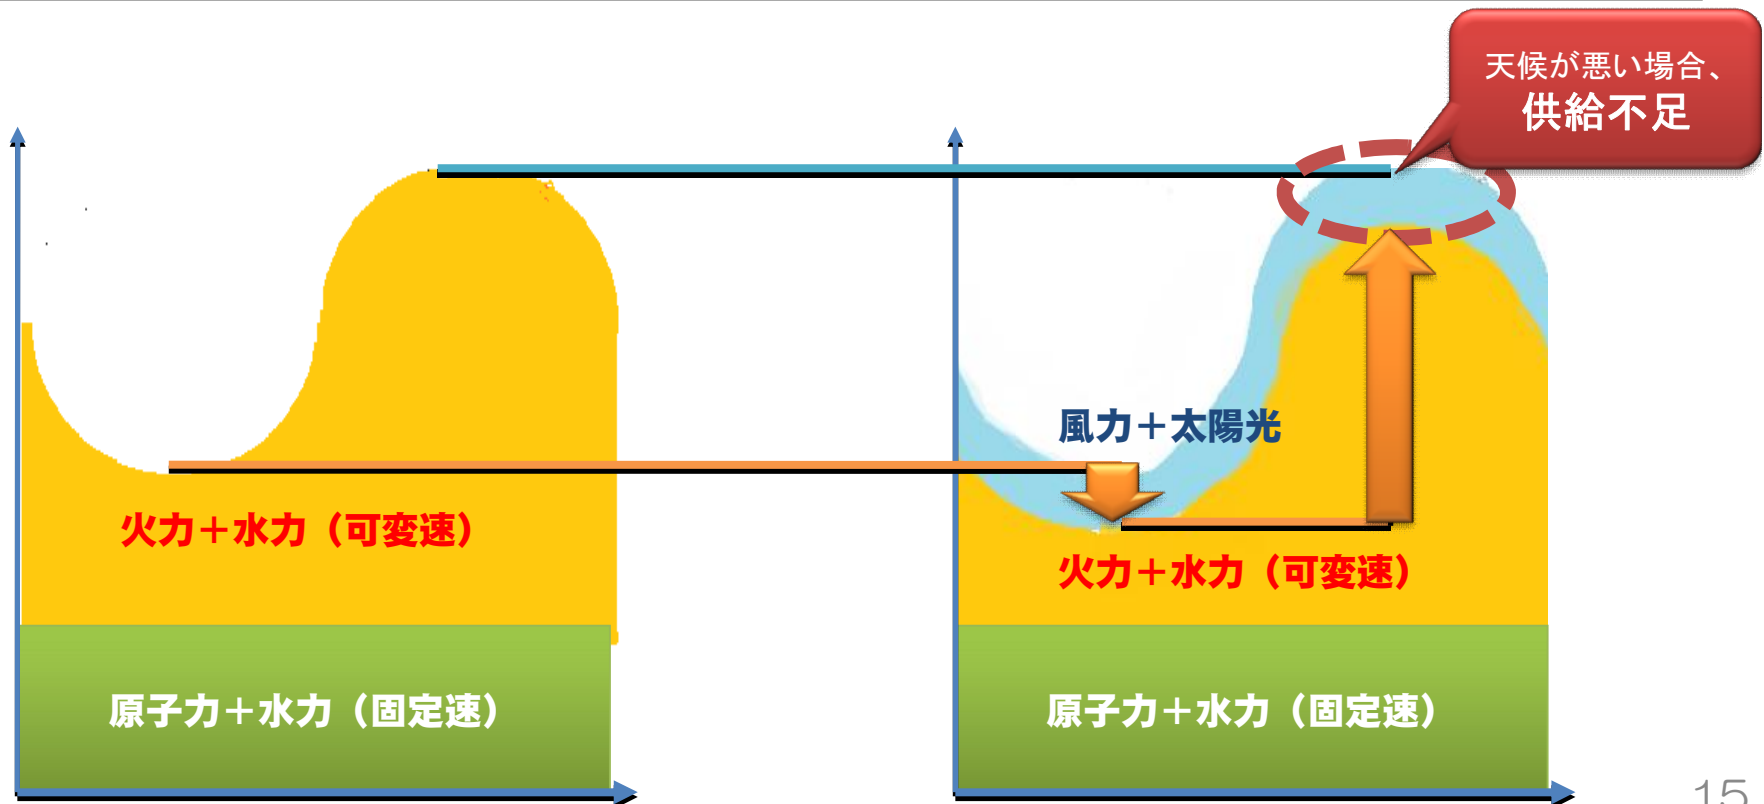 天候が悪い場合、
供給不足
風力＋太陽光
火力＋水力（可変速）
火力＋水力（可変速）
原子力＋水力（固定速）
原子力＋水力（固定速）
15